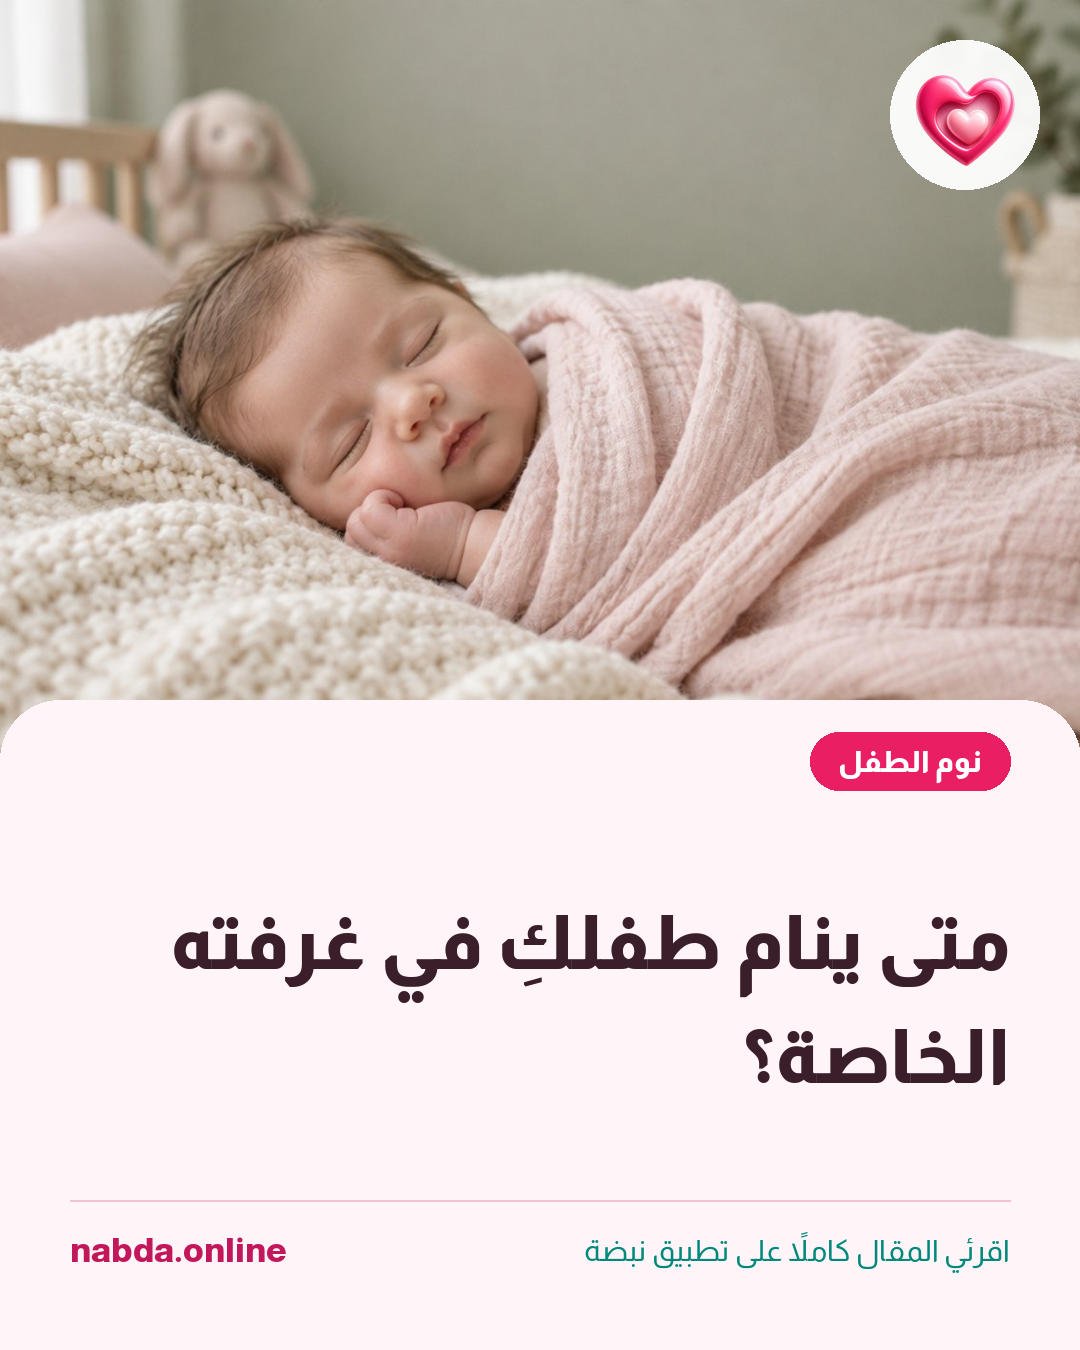 نوم الطفل
متى ينام طفلكِ في غرفته
الخاصة؟
اقرئي المقال كاملًا على تطبيق نبضة
nabda.online